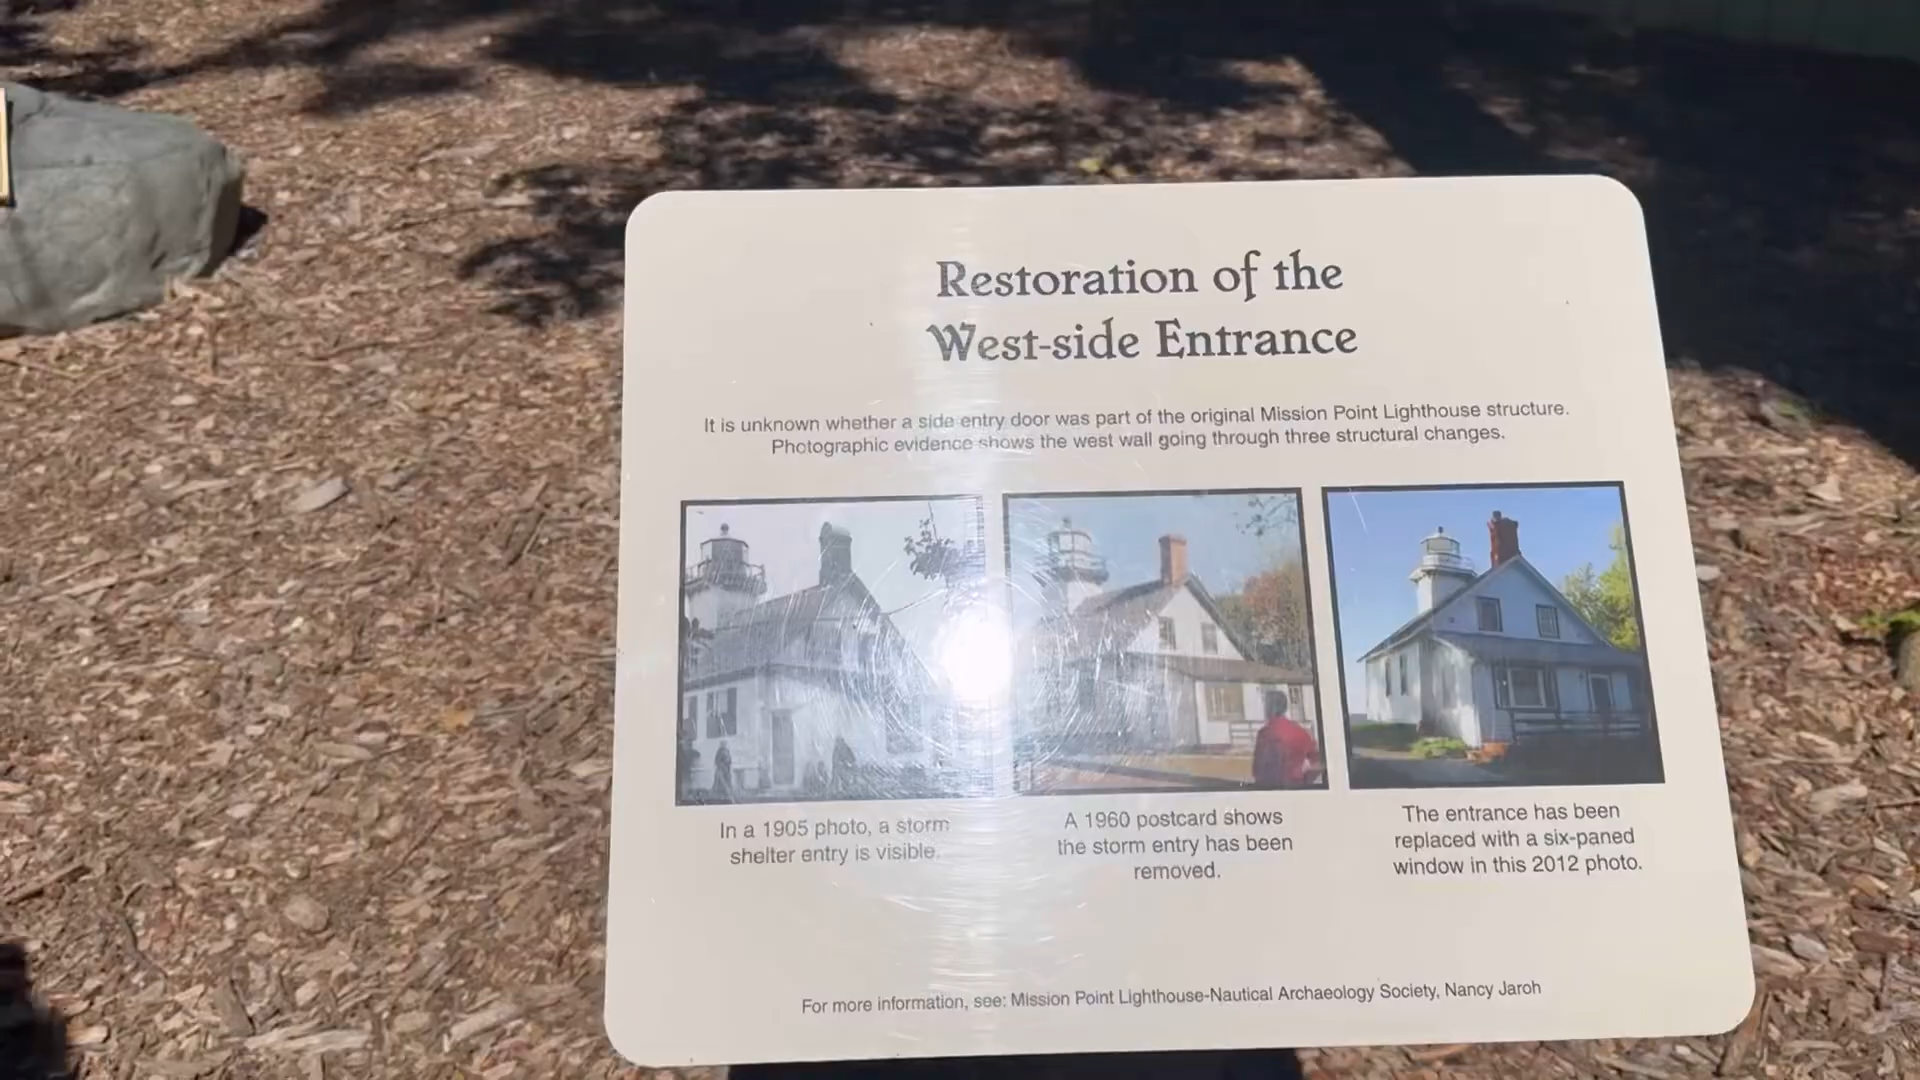 Restoration of the
West-side Entrance
It is unknown whether a side entry door was part of the original Mission Point Lighthouse structure.
Photographic evidence shows the west wall going through three structural changes.
In a 1905 photo, a storm
shelter entry is visible.
A 1960 postcard shows
the storm entry has been
removed.
The entrance has been
replaced with a six-paned
window in this 2012 photo.
For more information, see: Mission Point Lighthouse-Nautical Archaeology Society, Nancy Jaroh